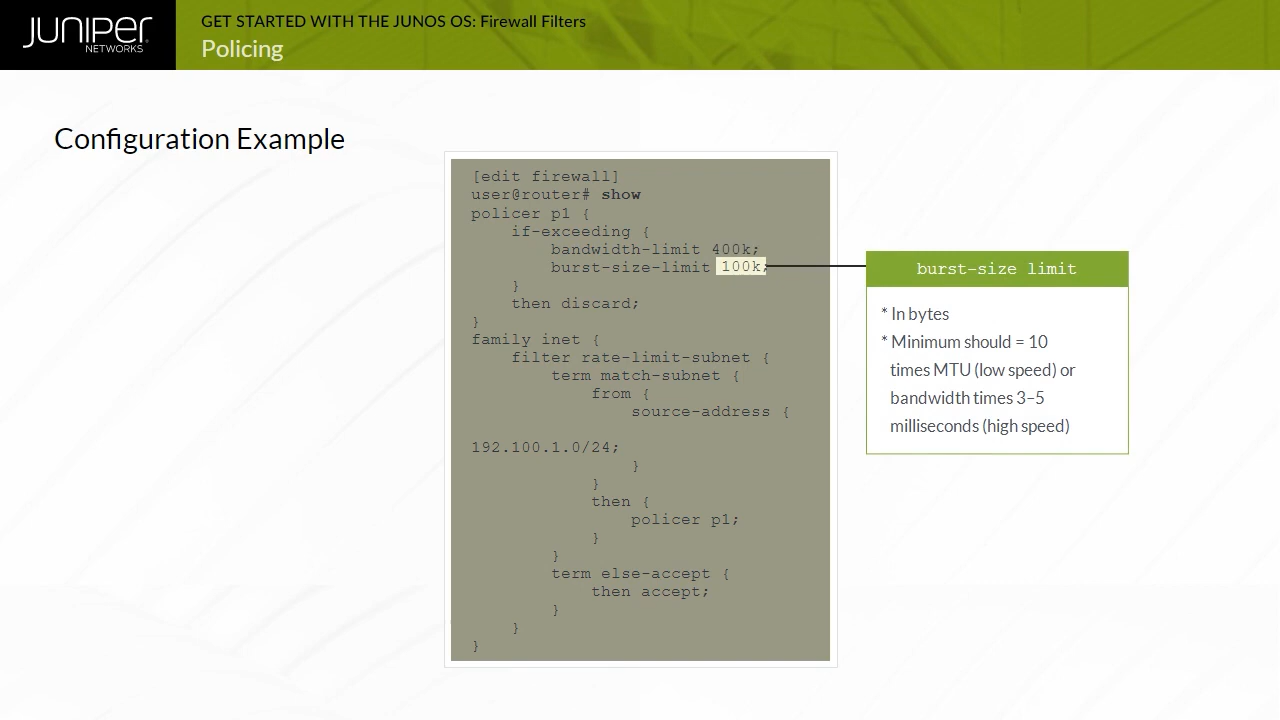 JUNIPER
NETWORKS
GET STARTED WITH THE JUNOS OS: Firewall Filters
Policing
Configuration Example
[edit firewall]
user@router# show
policer p1 {
    if-exceeding {
        bandwidth-limit 400k;
        burst-size-limit 100k;
    }
    then discard;
}
family inet {
    filter rate-limit-subnet {
        term match-subnet {
            from {
                source-address {
192.100.1.0/24;
                }
            }
            then {
                policer p1;
            }
        }
        term else-accept {
            then accept;
        }
    }
}
burst-size limit
* In bytes
* Minimum should = 10
times MTU (low speed) or
bandwidth times 3–5
milliseconds (high speed)